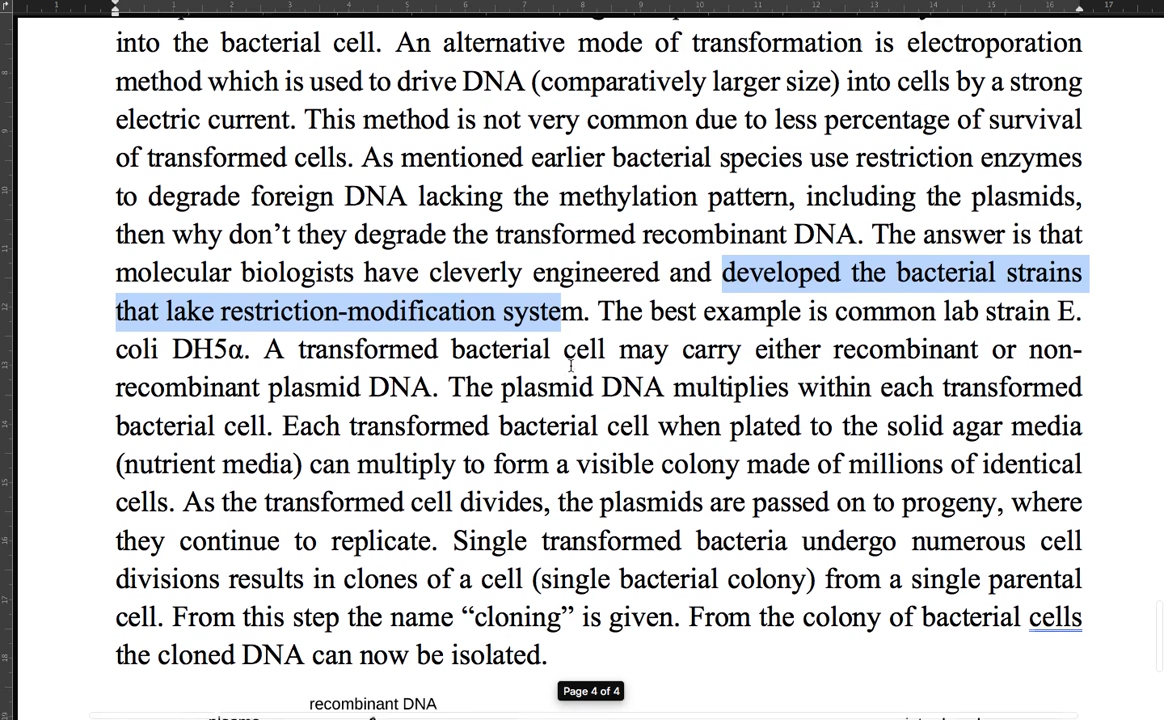 into the bacterial cell. An alternative mode of transformation is electroporation
method which is used to drive DNA (comparatively larger size) into cells by a strong
electric current. This method is not very common due to less percentage of survival
of transformed cells. As mentioned earlier bacterial species use restriction enzymes
to degrade foreign DNA lacking the methylation pattern, including the plasmids,
then why don’t they degrade the transformed recombinant DNA. The answer is that
molecular biologists have cleverly engineered and developed the bacterial strains
that lake restriction-modification system. The best example is common lab strain E.
coli DH5α. A transformed bacterial cell may carry either recombinant or non-
recombinant plasmid DNA. The plasmid DNA multiplies within each transformed
bacterial cell. Each transformed bacterial cell when plated to the solid agar media
(nutrient media) can multiply to form a visible colony made of millions of identical
cells. As the transformed cell divides, the plasmids are passed on to progeny, where
they continue to replicate. Single transformed bacteria undergo numerous cell
divisions results in clones of a cell (single bacterial colony) from a single parental
cell. From this step the name “cloning” is given. From the colony of bacterial cells
the cloned DNA can now be isolated.
Page 4 of 4
recombinant DNA